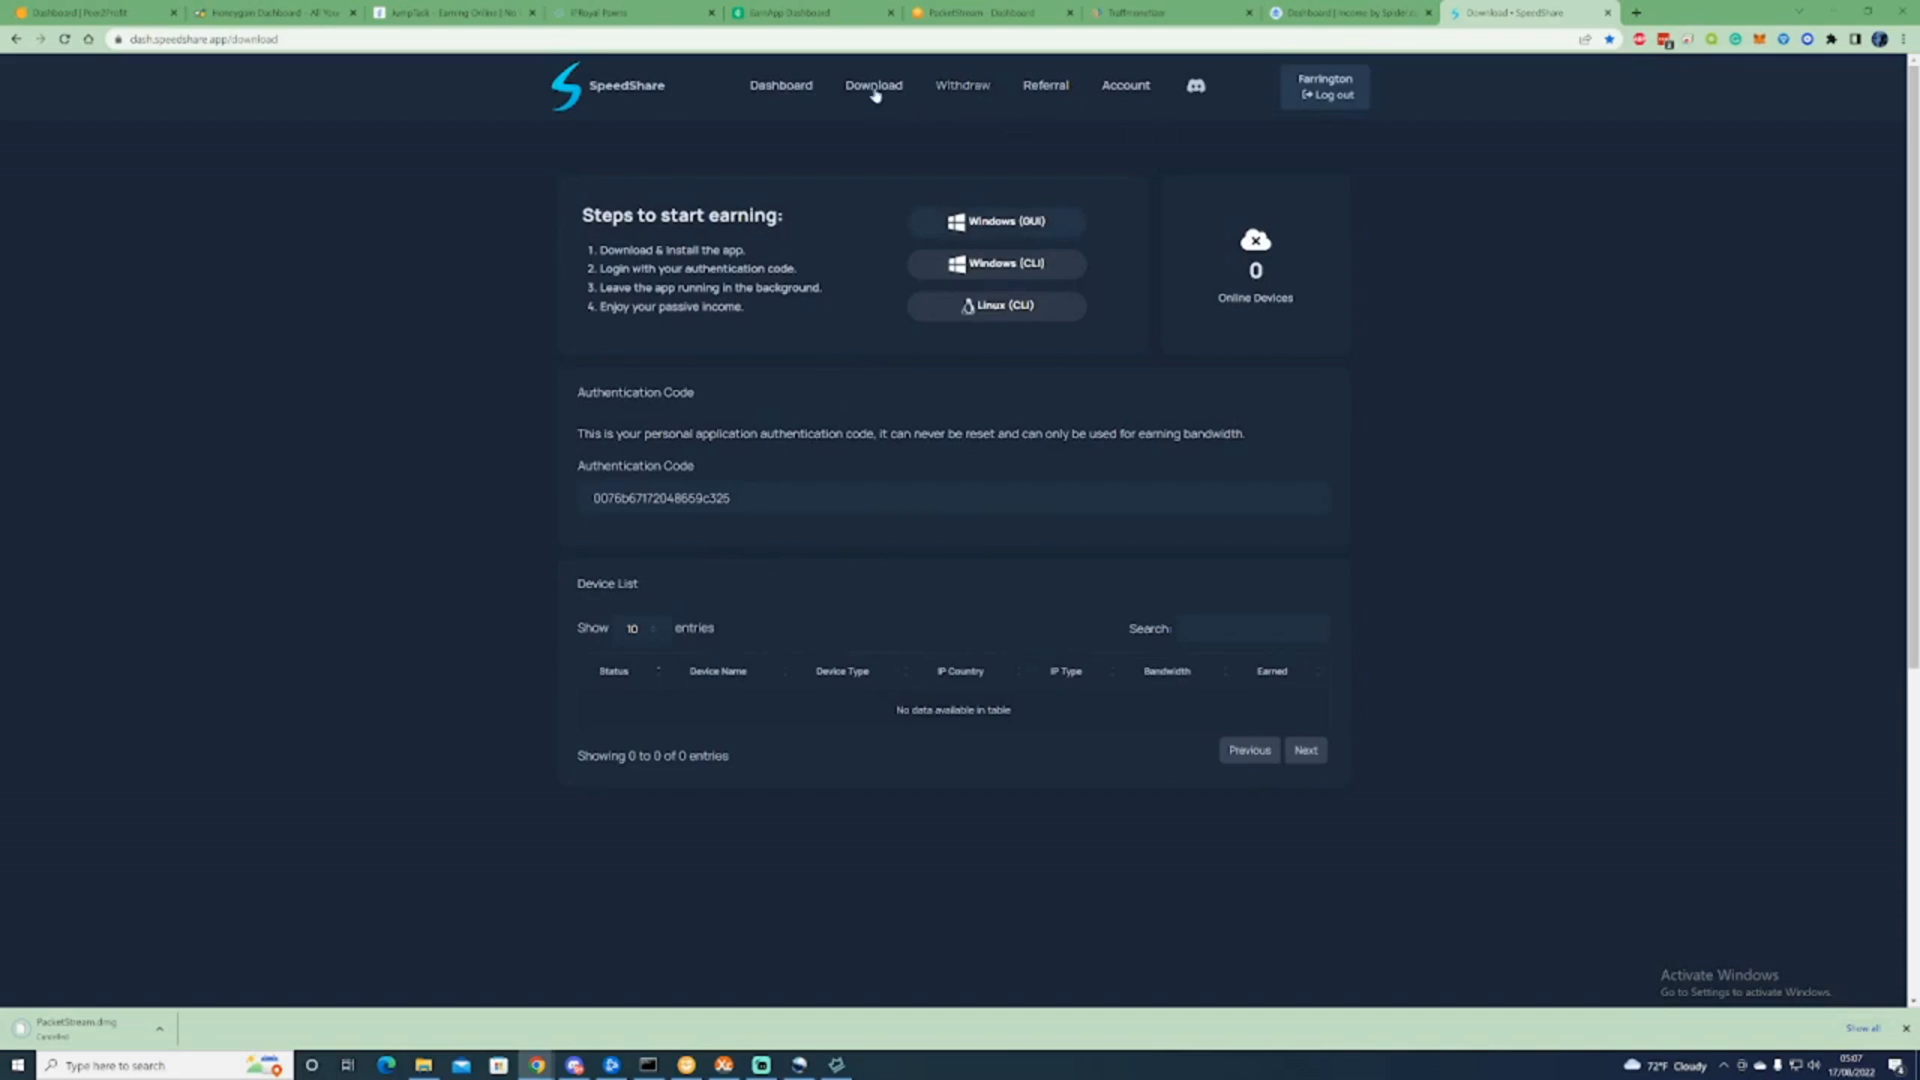 Dashboard | Peer2Profit
Honeygain Dashboard - All Your
JumpTask - Earning Online | No
IPRoyal Pawns
EarnApp Dashboard
PacketStream - Dashboard
Traffmonetizer
Dashboard | Income by Spider.c
Download • SpeedShare
dash.speedshare.app/download
SpeedShare
Dashboard
Download
Withdraw
Referral
Account
Farrington
Log out
Steps to start earning:
1. Download & Install the app.
2. Login with your authentication code.
3. Leave the app running in the background.
4. Enjoy your passive income.
Windows (GUI)
Windows (CLI)
Linux (CLI)
0
Online Devices
Authentication Code
This is your personal application authentication code, it can never be reset and can only be used for earning bandwidth.
Authentication Code
0076b67172048659c325
Device List
Show 10 entries
Search:
Status Device Name Device Type IP Country IP Type Bandwidth Earned
No data available in table
Showing 0 to 0 of 0 entries
Previous Next
Activate Windows
Go to Settings to activate Windows.
PacketStream.dmg
Cancelled
Show all
Type here to search
72°F Cloudy
05:07
17/08/2022